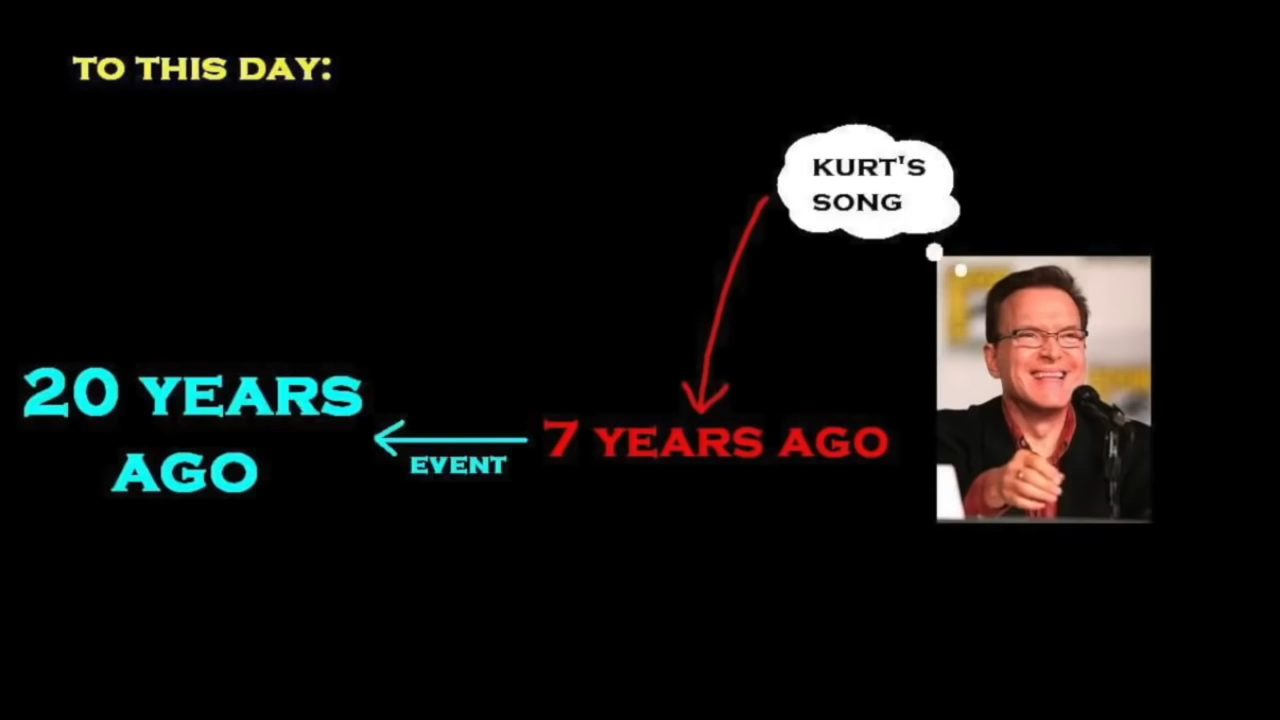 TO THIS DAY:
KURT'S
SONG
20 YEARS
AGO
EVENT
7 YEARS AGO